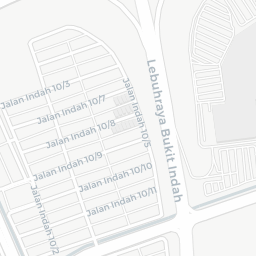 Jalan Indah 10/3
Jalan Indah 10/7
Jalan Indah 10/8
Jalan Indah 10/5
Lebuhraya Bukit Indah
Jalan Indah 10/9
Jalan Indah 10/10
Jalan Indah 10/11
Jalan Indah 10/2